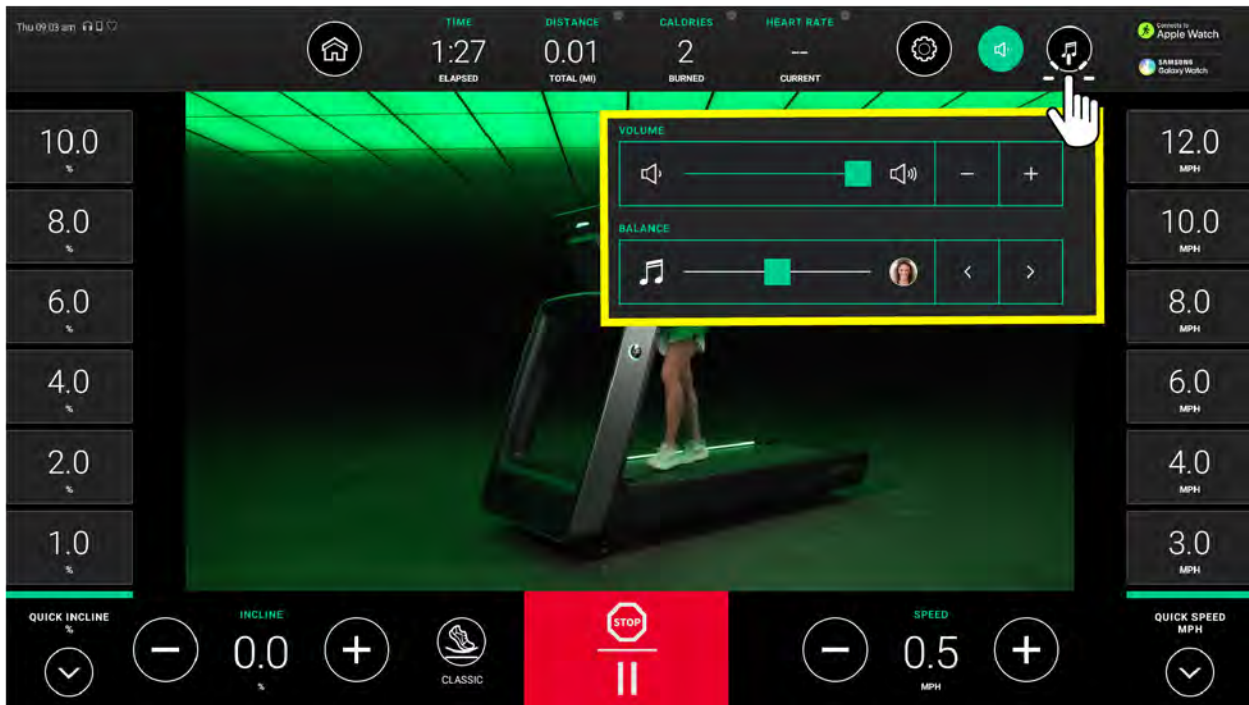 Thu 09:03 am
TIME
1:27
ELAPSED
DISTANCE
0.01
TOTAL (MI)
CALORIES
2
BURNED
HEART RATE
--
CURRENT
Connects to
Apple Watch
SAMSUNG
Galaxy Watch
VOLUME
− +
BALANCE
< >
10.0
%
8.0
%
6.0
%
4.0
%
2.0
%
1.0
%
12.0
MPH
10.0
MPH
8.0
MPH
6.0
MPH
4.0
MPH
3.0
MPH
QUICK INCLINE
%
INCLINE
− 0.0 +
%
CLASSIC
STOP
SPEED
− 0.5 +
MPH
QUICK SPEED
MPH